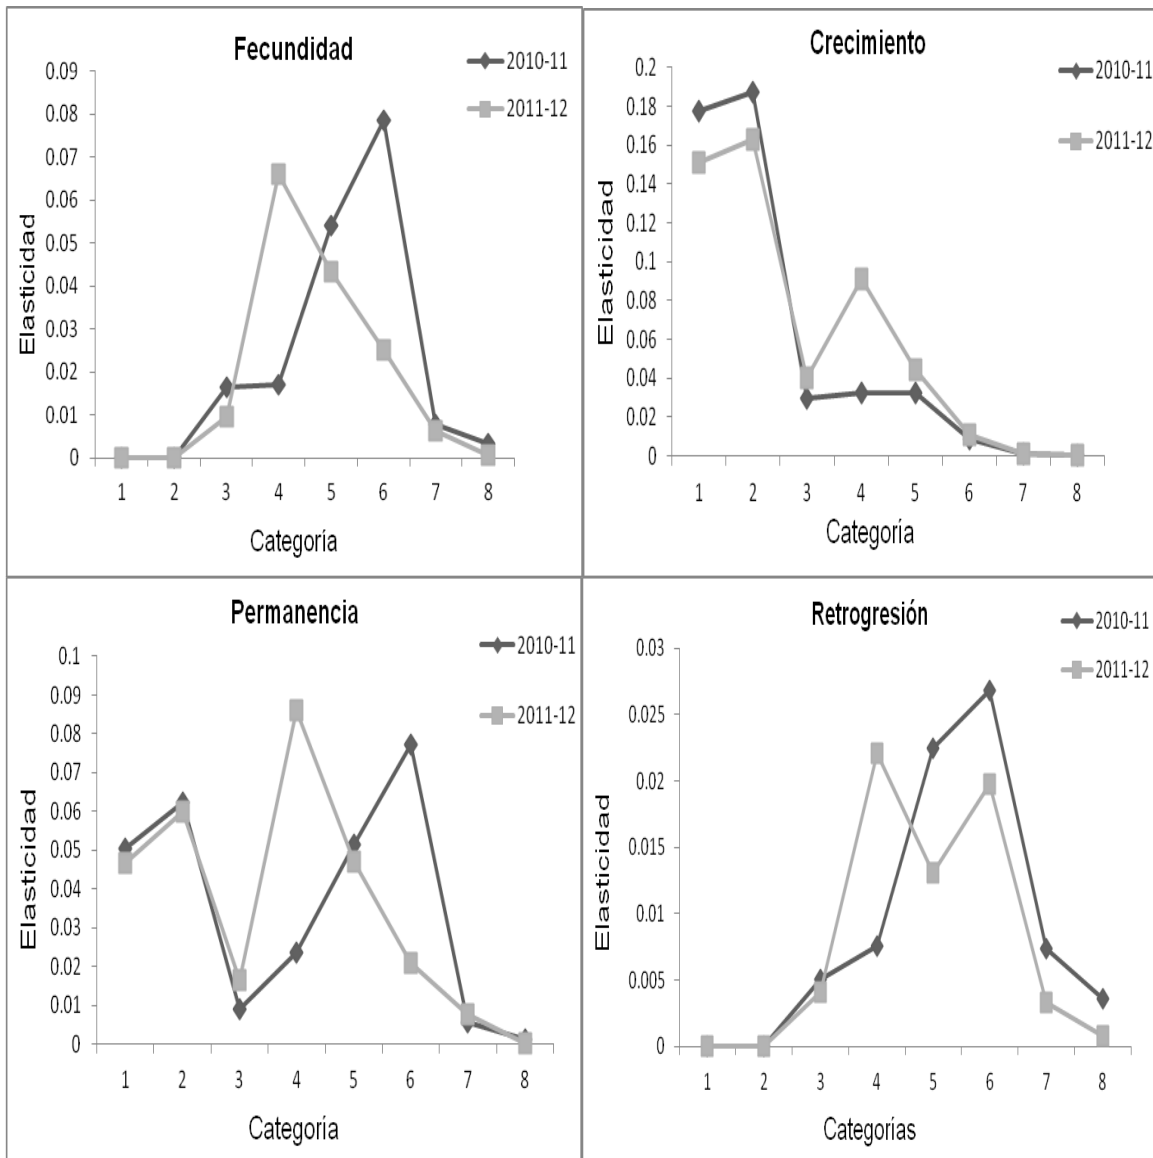 Fecundidad
2010-11
2011-12
0.09
0.08
0.07
0.06
0.05
0.04
0.03
0.02
0.01
0
Elasticidad
1 2 3 4 5 6 7 8
Categoría
Crecimiento
2010-11
2011-12
0.2
0.18
0.16
0.14
0.12
0.1
0.08
0.06
0.04
0.02
0
Elasticidad
1 2 3 4 5 6 7 8
Categoría
Permanencia
2010-11
2011-12
0.1
0.09
0.08
0.07
0.06
0.05
0.04
0.03
0.02
0.01
0
Elasticidad
1 2 3 4 5 6 7 8
Categoría
Retrogresión
2010-11
2011-12
0.03
0.025
0.02
0.015
0.01
0.005
0
Elasticidad
1 2 3 4 5 6 7 8
Categorías